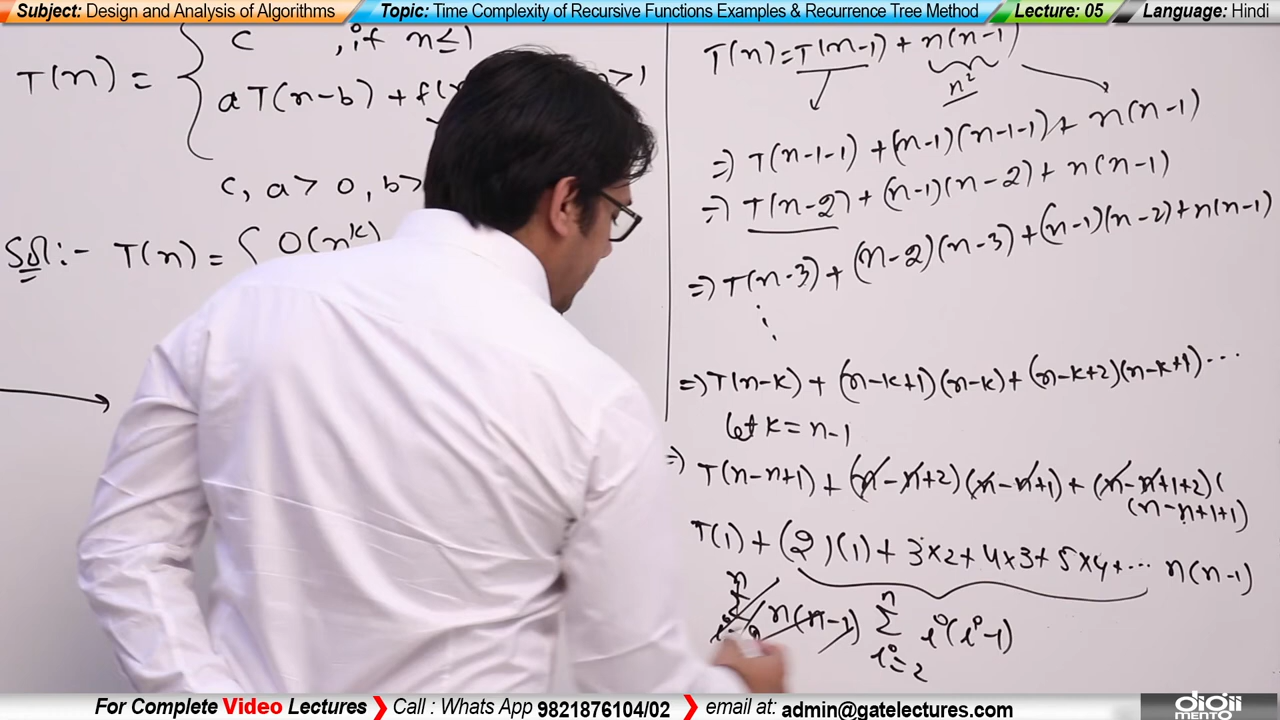 Subject: Design and Analysis of Algorithms
Topic: Time Complexity of Recursive Functions Examples & Recurrence Tree Method
Lecture: 05
Language: Hindi
T(n) = {
c , if n≤1
aT(n-b) + f( n>1
c, a>0, b>
Sol:- T(n) = { O(n^k)
T(n)=T(n-1) + n(n-1)
n²
=) T(n-1-1) + (n-1)(n-1-1) + n(n-1)
=) T(n-2) + (n-1)(n-2) + n(n-1)
=) T(n-3) + (n-2)(n-3) + (n-1)(n-2) + n(n-1)
⋮
=) T(n-k) + (n-k+1)(n-k) + (n-k+2)(n-k+1) ...
let k = n-1
=) T(n-n+1) + (n-n+2)(n-n+1) + (n-n+1+2)(
(n-n+1+1)
T(1) + (2)(1) + 3×2 + 4×3 + 5×4 + ... n(n-1)
n(n-1) n Σ i=2 i(i-1)
For Complete Video Lectures Call : Whats App 9821876104/02 email at: admin@gatelectures.com
digii
MENTO